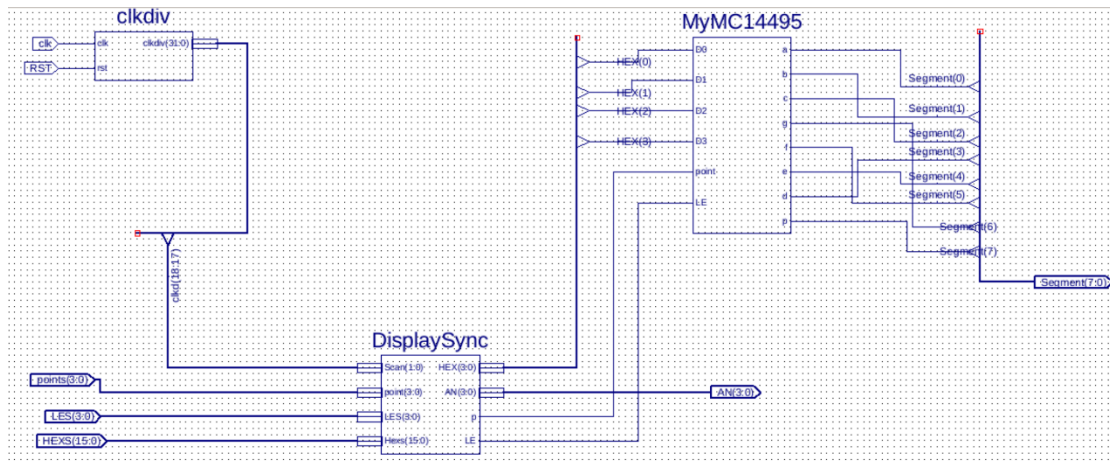 clkdiv
clk
clk
clkdiv(31:0)
RST
rst
clkd(18:17)
MyMC14495
HEX(0)
HEX(1)
HEX(2)
HEX(3)
D0
D1
D2
D3
point
LE
a
b
c
g
f
e
d
p
Segment(0)
Segment(1)
Segment(2)
Segment(3)
Segment(4)
Segment(5)
Segment(6)
Segment(7)
Segment(7:0)
DisplaySync
points(3:0)
LES(3:0)
HEXS(15:0)
Scan(1:0)
point(3:0)
LES(3:0)
Hexs(15:0)
HEX(3:0)
AN(3:0)
p
LE
AN(3:0)